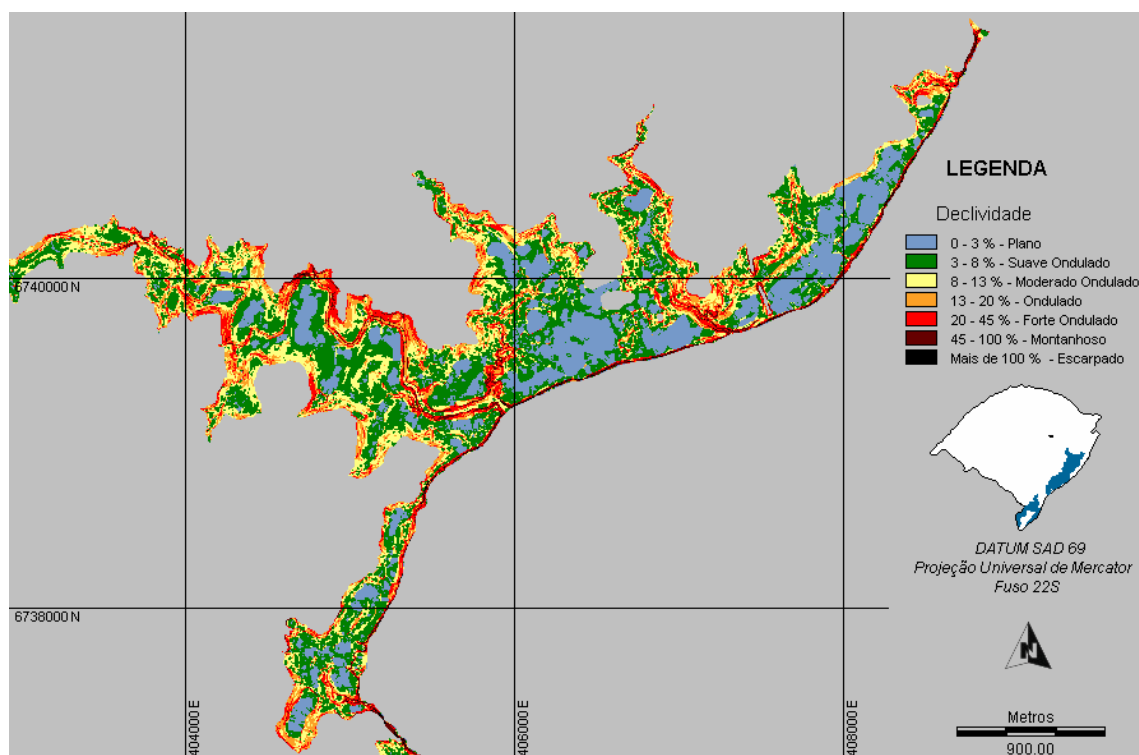 LEGENDA
Declividade
0 - 3 % - Plano
3 - 8 % - Suave Ondulado
8 - 13 % - Moderado Ondulado
13 - 20 % - Ondulado
20 - 45 % - Forte Ondulado
45 - 100 % - Montanhoso
Mais de 100 % - Escarpado
6740000 N
DATUM SAD 69
Projeção Universal de Mercator
Fuso 22S
6738000 N
N
404000 E
406000 E
408000 E
Metros
900.00